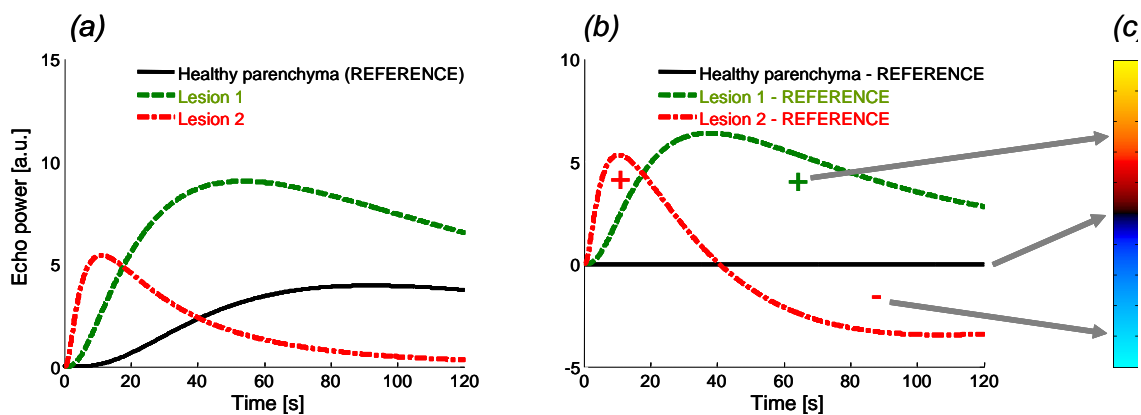 (a)
15
10
5
0
0 20 40 60 80 100 120
Echo power [a.u.]
Time [s]
Healthy parenchyma (REFERENCE)
Lesion 1
Lesion 2
(b)
10
5
0
-5
0 20 40 60 80 100 120
Time [s]
Healthy parenchyma - REFERENCE
Lesion 1 - REFERENCE
Lesion 2 - REFERENCE
+
+
-
(c)